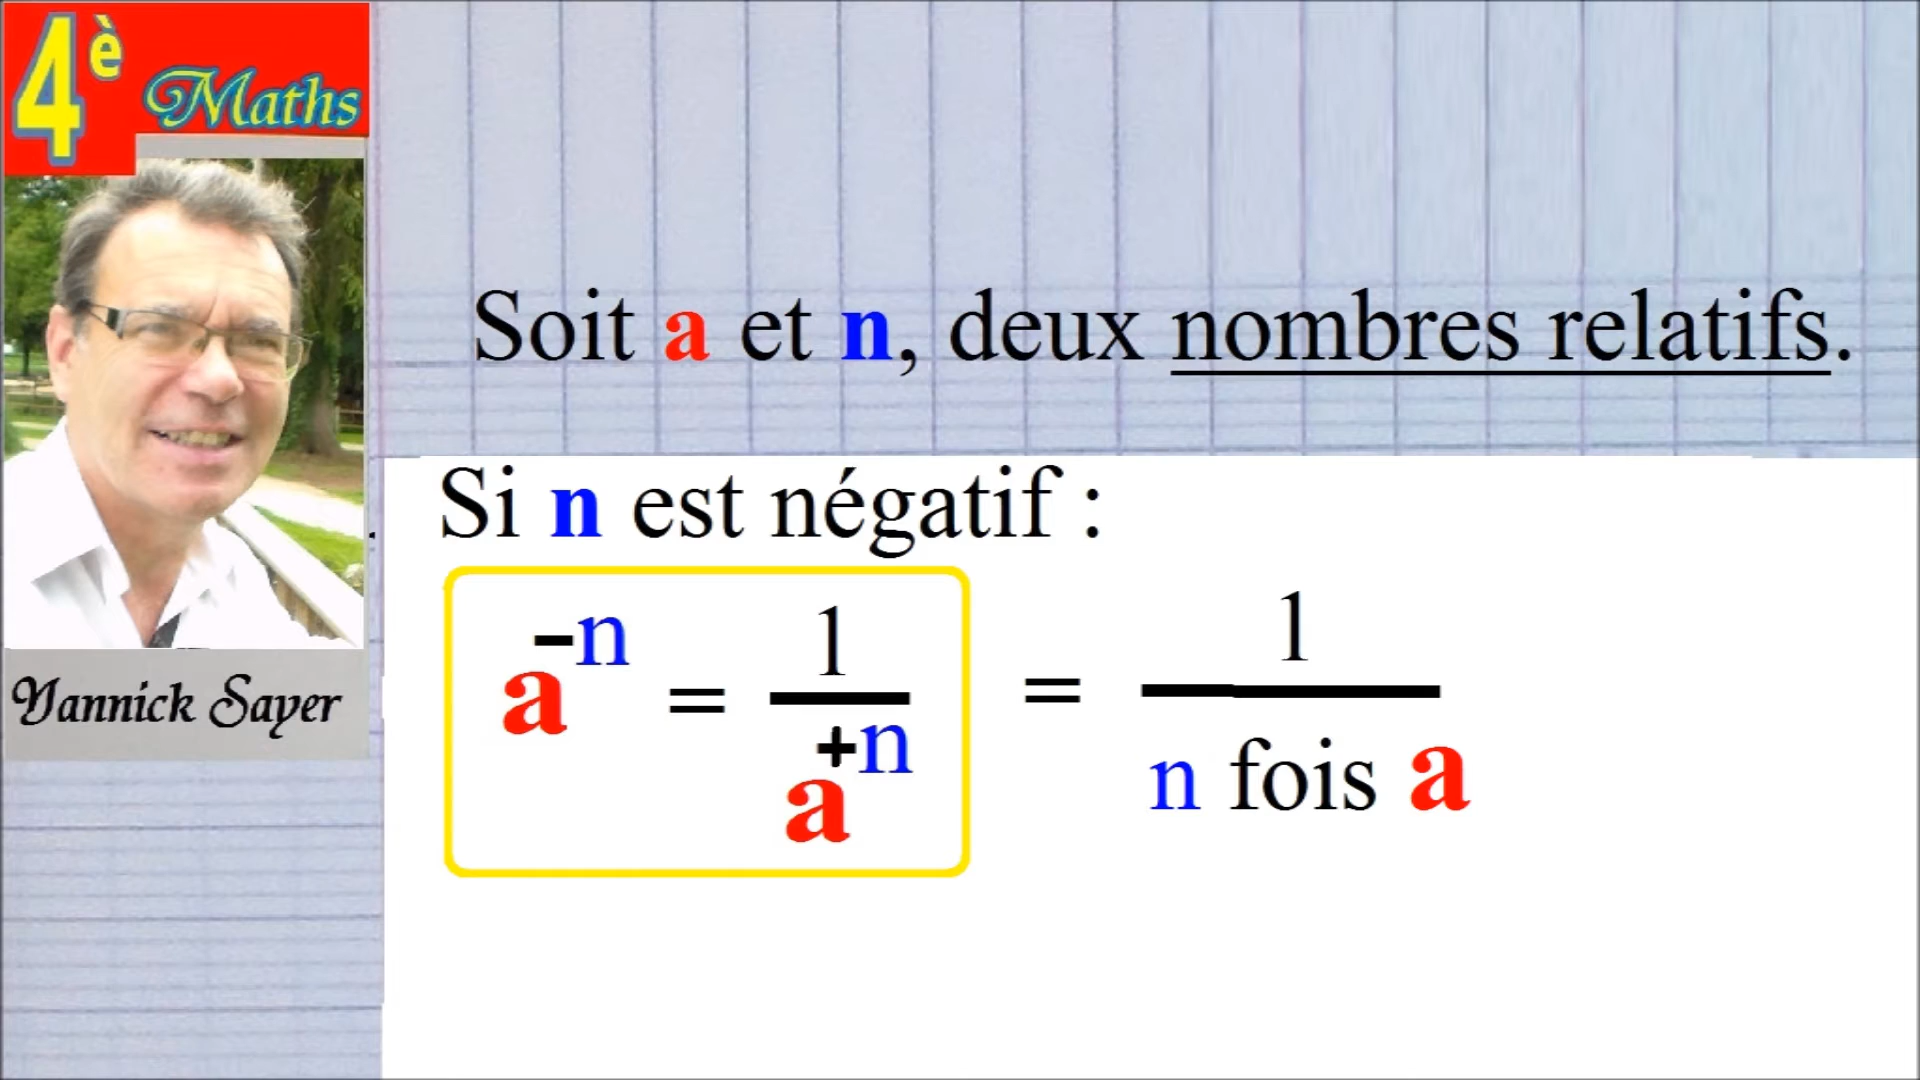 4è Maths
Yannick Sayer
Soit a et n, deux nombres relatifs.
Si n est négatif :
a⁻ⁿ = 1/a⁺ⁿ = 1/n fois a